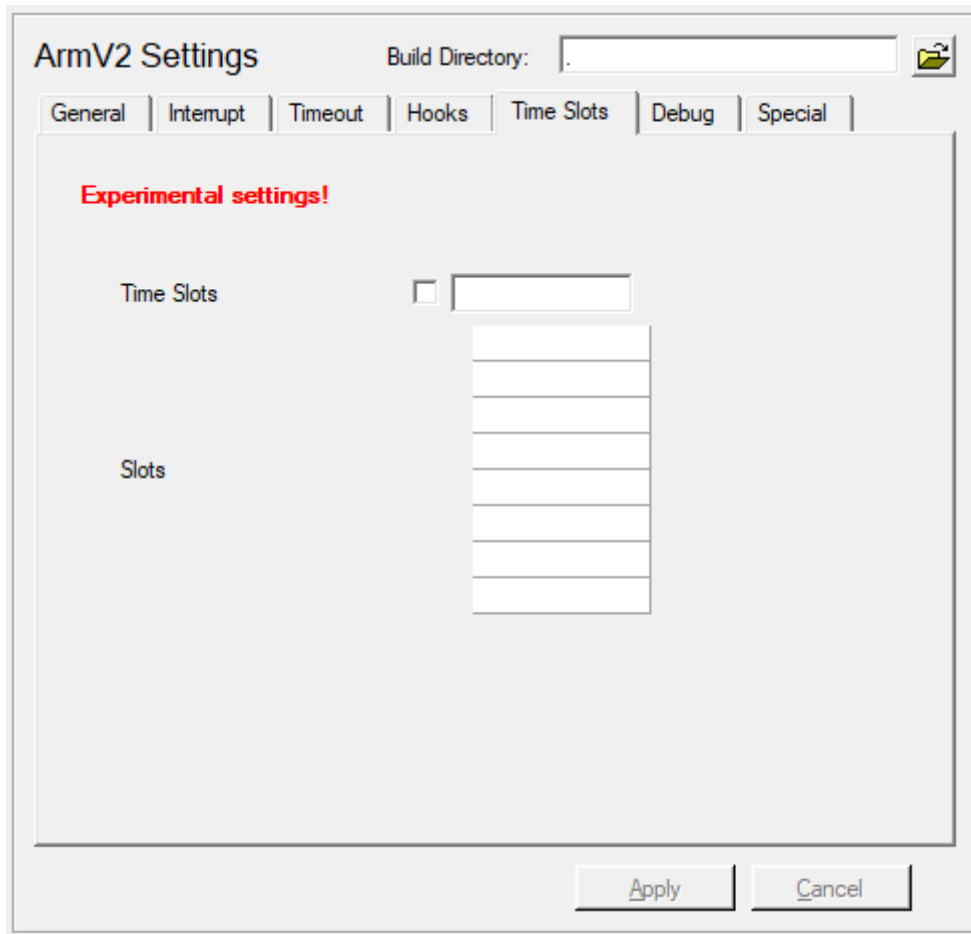 ArmV2 Settings Build Directory: .
General Interrupt Timeout Hooks Time Slots Debug Special
Experimental settings!
Time Slots
Slots
Apply Cancel